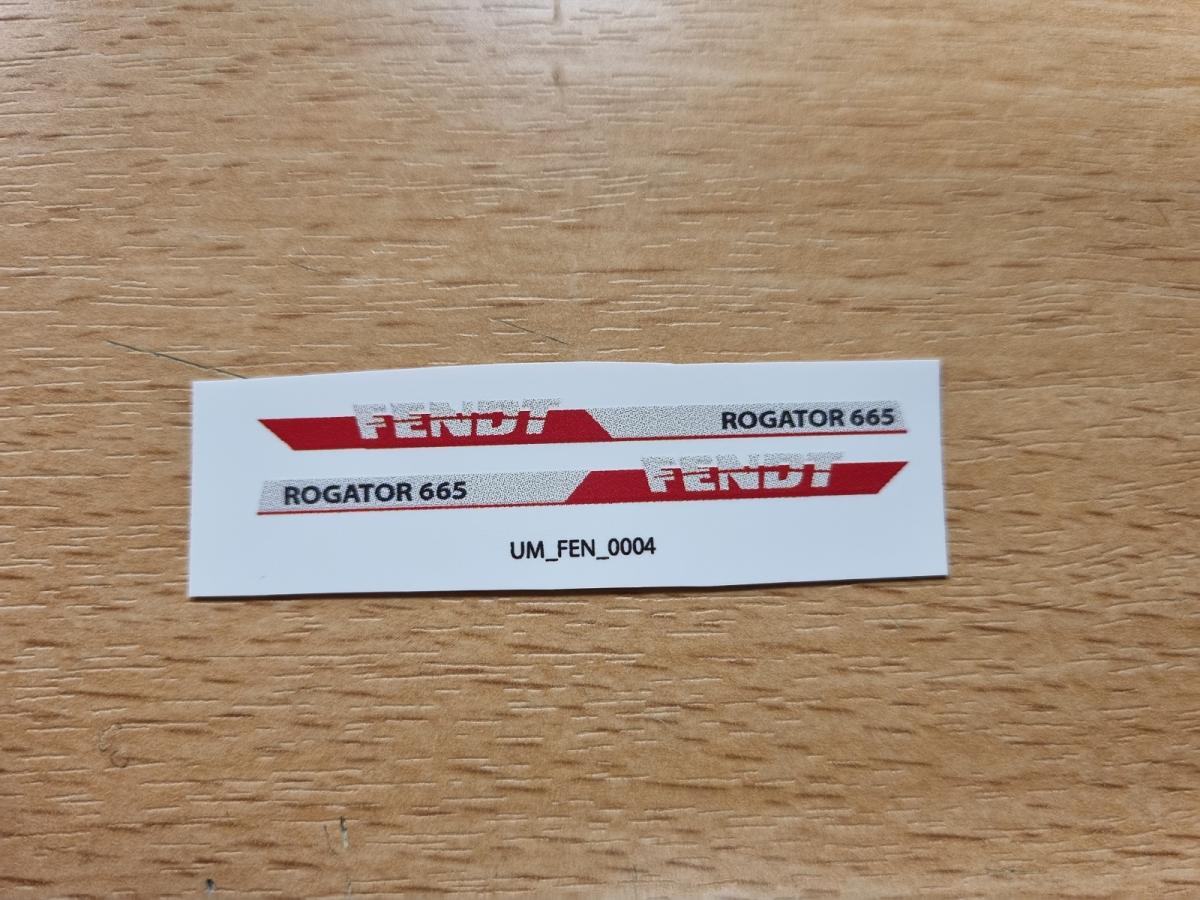 FENDT ROGATOR 665
ROGATOR 665 FENDT
UM_FEN_0004